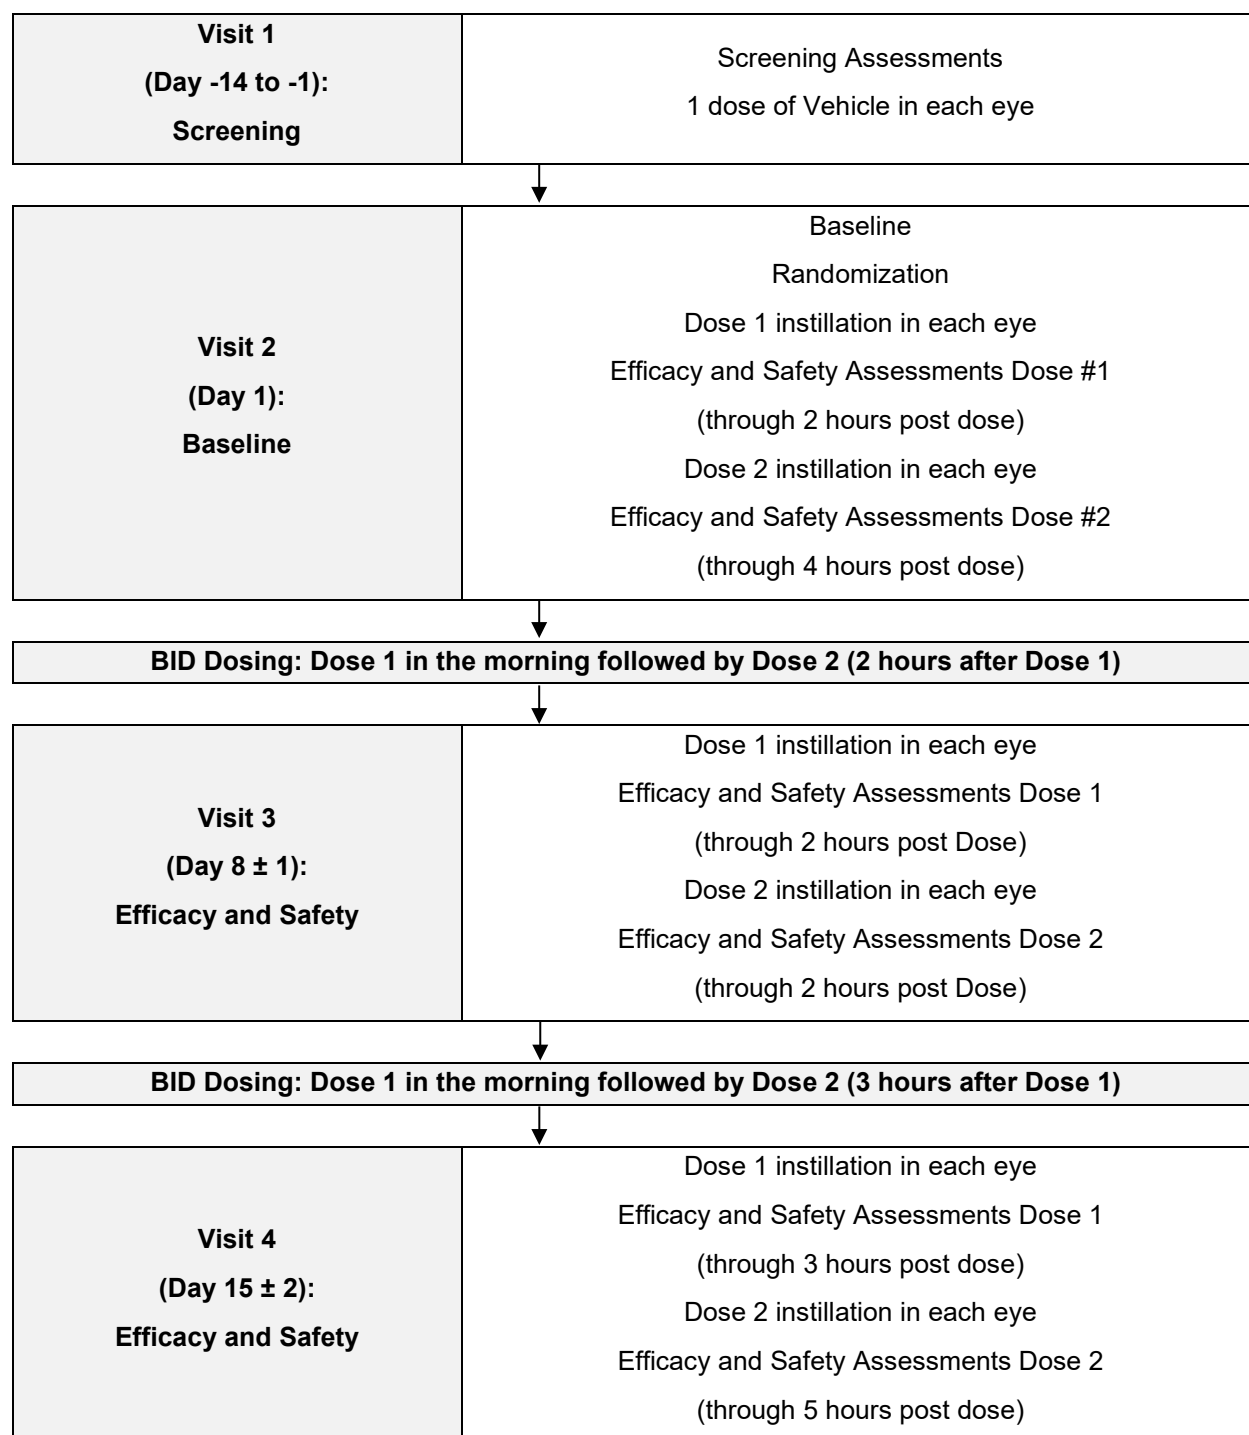 Visit 1
(Day -14 to -1):
Screening
Screening Assessments
1 dose of Vehicle in each eye
Visit 2
(Day 1):
Baseline
Baseline
Randomization
Dose 1 instillation in each eye
Efficacy and Safety Assessments Dose #1
(through 2 hours post dose)
Dose 2 instillation in each eye
Efficacy and Safety Assessments Dose #2
(through 4 hours post dose)
BID Dosing: Dose 1 in the morning followed by Dose 2 (2 hours after Dose 1)
Visit 3
(Day 8 ± 1):
Efficacy and Safety
Dose 1 instillation in each eye
Efficacy and Safety Assessments Dose 1
(through 2 hours post Dose)
Dose 2 instillation in each eye
Efficacy and Safety Assessments Dose 2
(through 2 hours post Dose)
BID Dosing: Dose 1 in the morning followed by Dose 2 (3 hours after Dose 1)
Visit 4
(Day 15 ± 2):
Efficacy and Safety
Dose 1 instillation in each eye
Efficacy and Safety Assessments Dose 1
(through 3 hours post dose)
Dose 2 instillation in each eye
Efficacy and Safety Assessments Dose 2
(through 5 hours post dose)